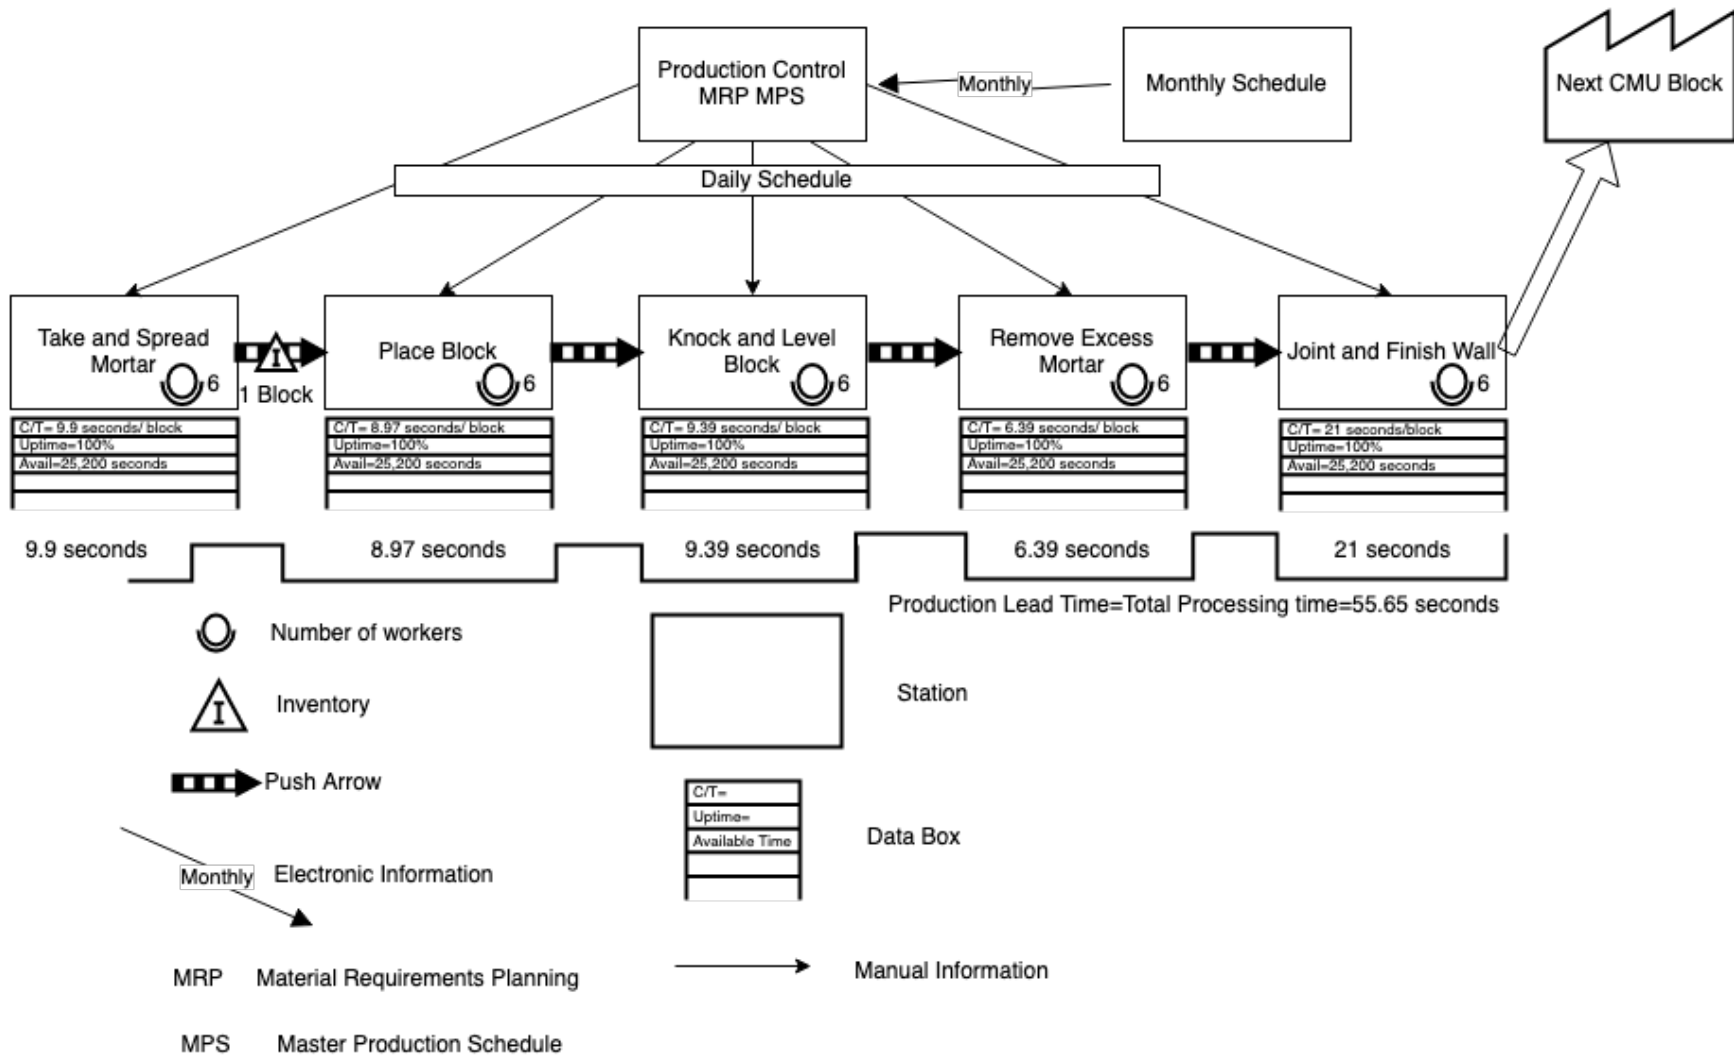 Production Control
MRP MPS
Monthly
Monthly Schedule
Next CMU Block
Daily Schedule
Take and Spread
Mortar
6
I
1 Block
Place Block
6
Knock and Level
Block
6
Remove Excess
Mortar
6
Joint and Finish Wall
6
C/T= 9.9 seconds/ block
Uptime=100%
Avail=25,200 seconds
C/T= 8.97 seconds/ block
Uptime=100%
Avail=25,200 seconds
C/T= 9.39 seconds/ block
Uptime=100%
Avail=25,200 seconds
C/T= 6.39 seconds/ block
Uptime=100%
Avail=25,200 seconds
C/T= 21 seconds/block
Uptime=100%
Avail=25,200 seconds
9.9 seconds
8.97 seconds
9.39 seconds
6.39 seconds
21 seconds
Production Lead Time=Total Processing time=55.65 seconds
Number of workers
I
Inventory
Push Arrow
Monthly
Electronic Information
MRP Material Requirements Planning
MPS Master Production Schedule
Station
C/T=
Uptime=
Available Time
Data Box
Manual Information